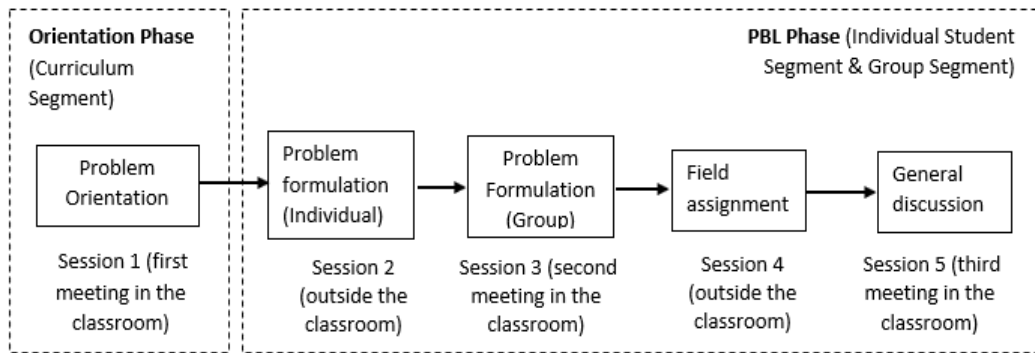 Orientation Phase
(Curriculum
Segment)
PBL Phase (Individual Student
Segment & Group Segment)
Problem
Orientation
Problem
formulation
(Individual)
Problem
Formulation
(Group)
Field
assignment
General
discussion
Session 1 (first
meeting in the
classroom)
Session 2
(outside the
classroom)
Session 3 (second
meeting in the
classroom)
Session 4
(outside the
classroom)
Session 5 (third
meeting in the
classroom)